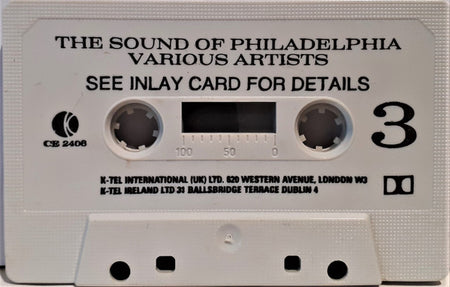 THE SOUND OF PHILADELPHIA
VARIOUS ARTISTS
SEE INLAY CARD FOR DETAILS
K
CE 2406
3
100 50 0
K-TEL INTERNATIONAL (UK) LTD. 620 WESTERN AVENUE, LONDON W3
K-TEL IRELAND LTD 31 BALLSBRIDGE TERRACE DUBLIN 4